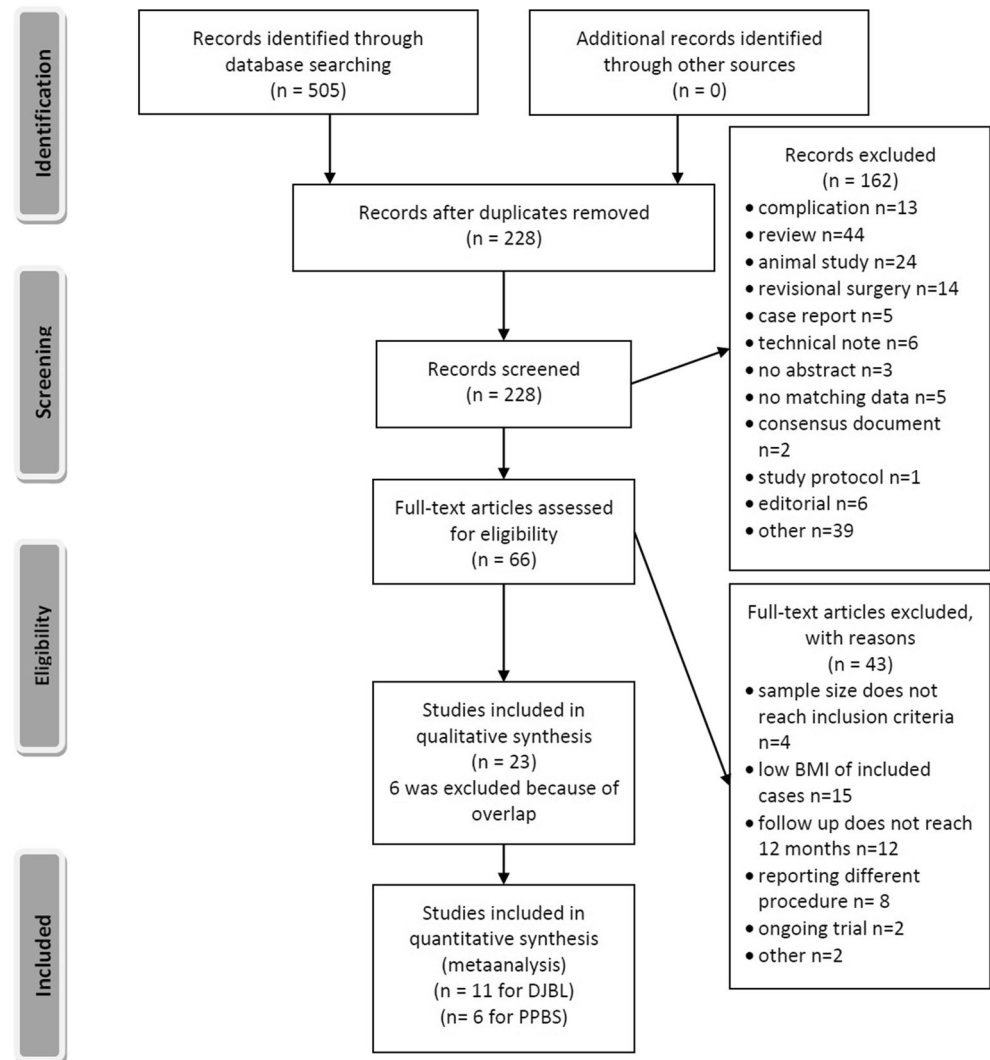 Identification
Records identified through
database searching
(n = 505)
Additional records identified
through other sources
(n = 0)
Records after duplicates removed
(n = 228)
Screening
Records screened
(n = 228)
Records excluded
(n = 162)
• complication n=13
• review n=44
• animal study n=24
• revisional surgery n=14
• case report n=5
• technical note n=6
• no abstract n=3
• no matching data n=5
• consensus document
n=2
• study protocol n=1
• editorial n=6
• other n=39
Eligibility
Full-text articles assessed
for eligibility
(n = 66)
Full-text articles excluded,
with reasons
(n = 43)
• sample size does not
reach inclusion criteria
n=4
• low BMI of included
cases n=15
• follow up does not reach
12 months n=12
• reporting different
procedure n= 8
• ongoing trial n=2
• other n=2
Studies included in
qualitative synthesis
(n = 23)
6 was excluded because of
overlap
Included
Studies included in
quantitative synthesis
(metaanalysis)
(n = 11 for DJBL)
(n= 6 for PPBS)